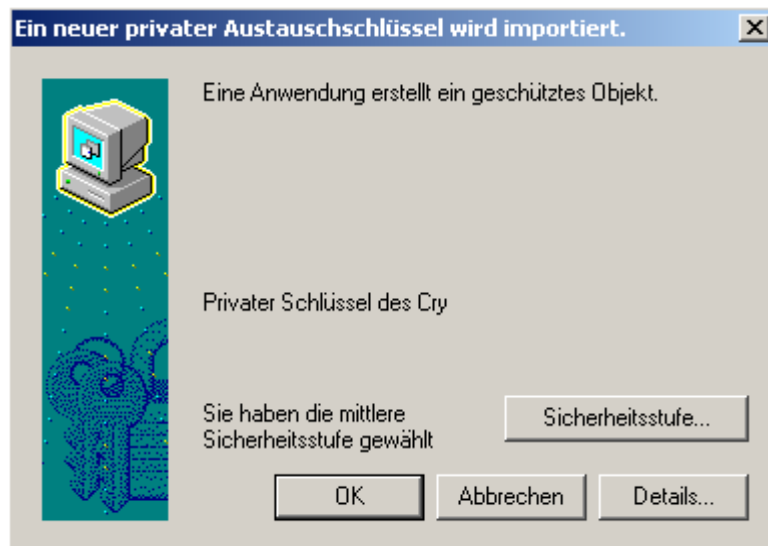 Ein neuer privater Austauschschlüssel wird importiert.
Eine Anwendung erstellt ein geschütztes Objekt.
Privater Schlüssel des Cry
Sie haben die mittlere
Sicherheitsstufe gewählt
Sicherheitsstufe...
OK
Abbrechen
Details...